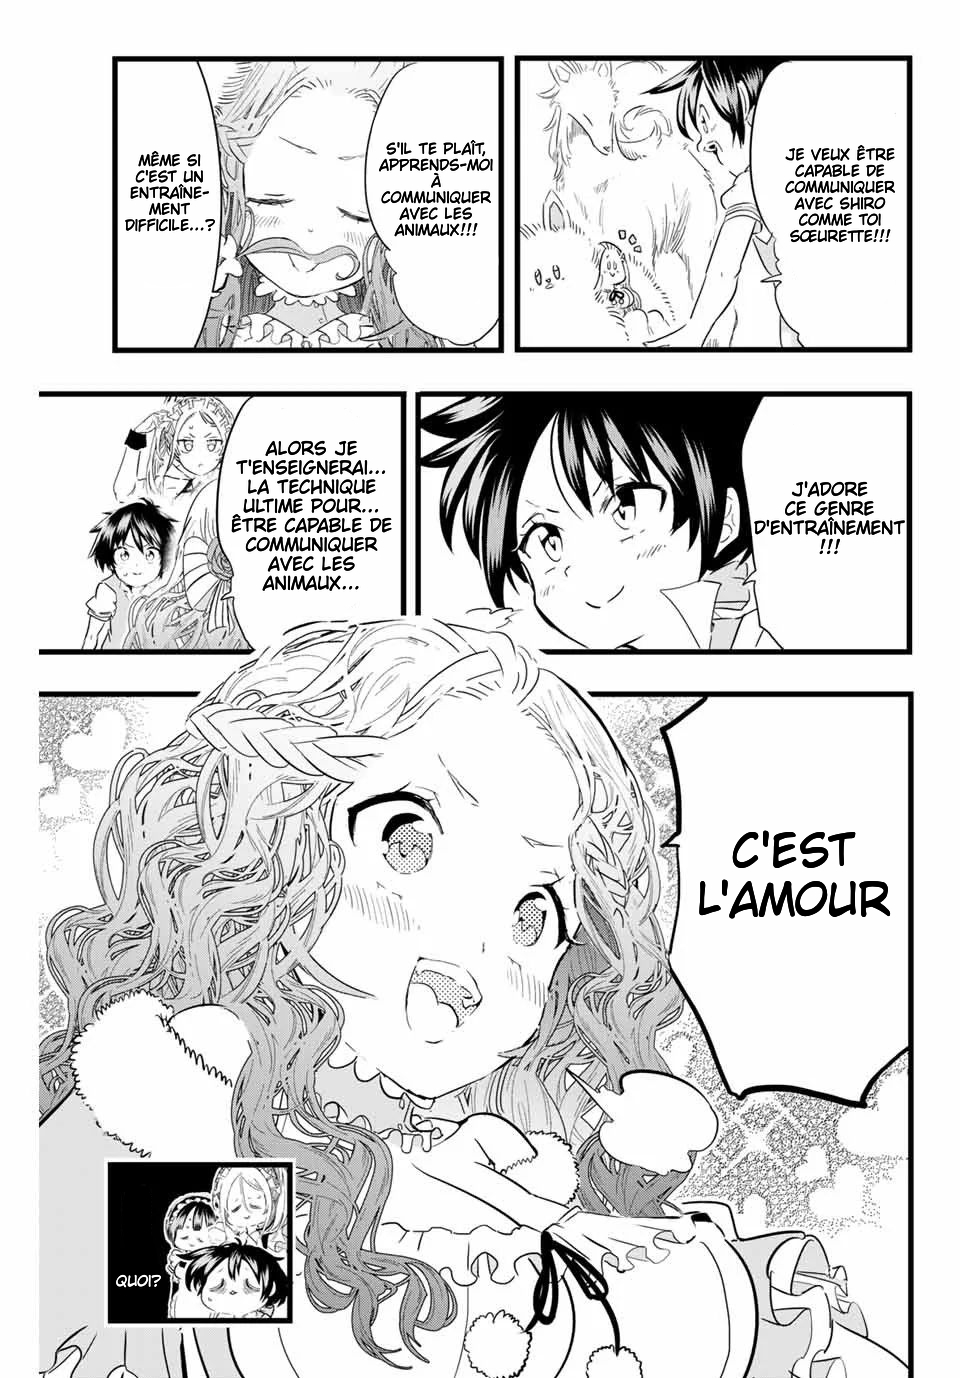 JE VEUX ÊTRE
CAPABLE DE
COMMUNIQUER
AVEC SHIRO
COMME TOI
SŒURETTE!!!
S'IL TE PLAÎT,
APPRENDS-MOI
À
COMMUNIQUER
AVEC LES
ANIMAUX!!!
MÊME SI
C'EST UN
ENTRAÎNE-
MENT
DIFFICILE...?
J'ADORE
CE GENRE
D'ENTRAÎNEMENT
!!!
ALORS JE
T'ENSEIGNERAI...
LA TECHNIQUE
ULTIME POUR...
ÊTRE CAPABLE DE
COMMUNIQUER
AVEC LES
ANIMAUX...
C'EST
L'AMOUR
QUOI?